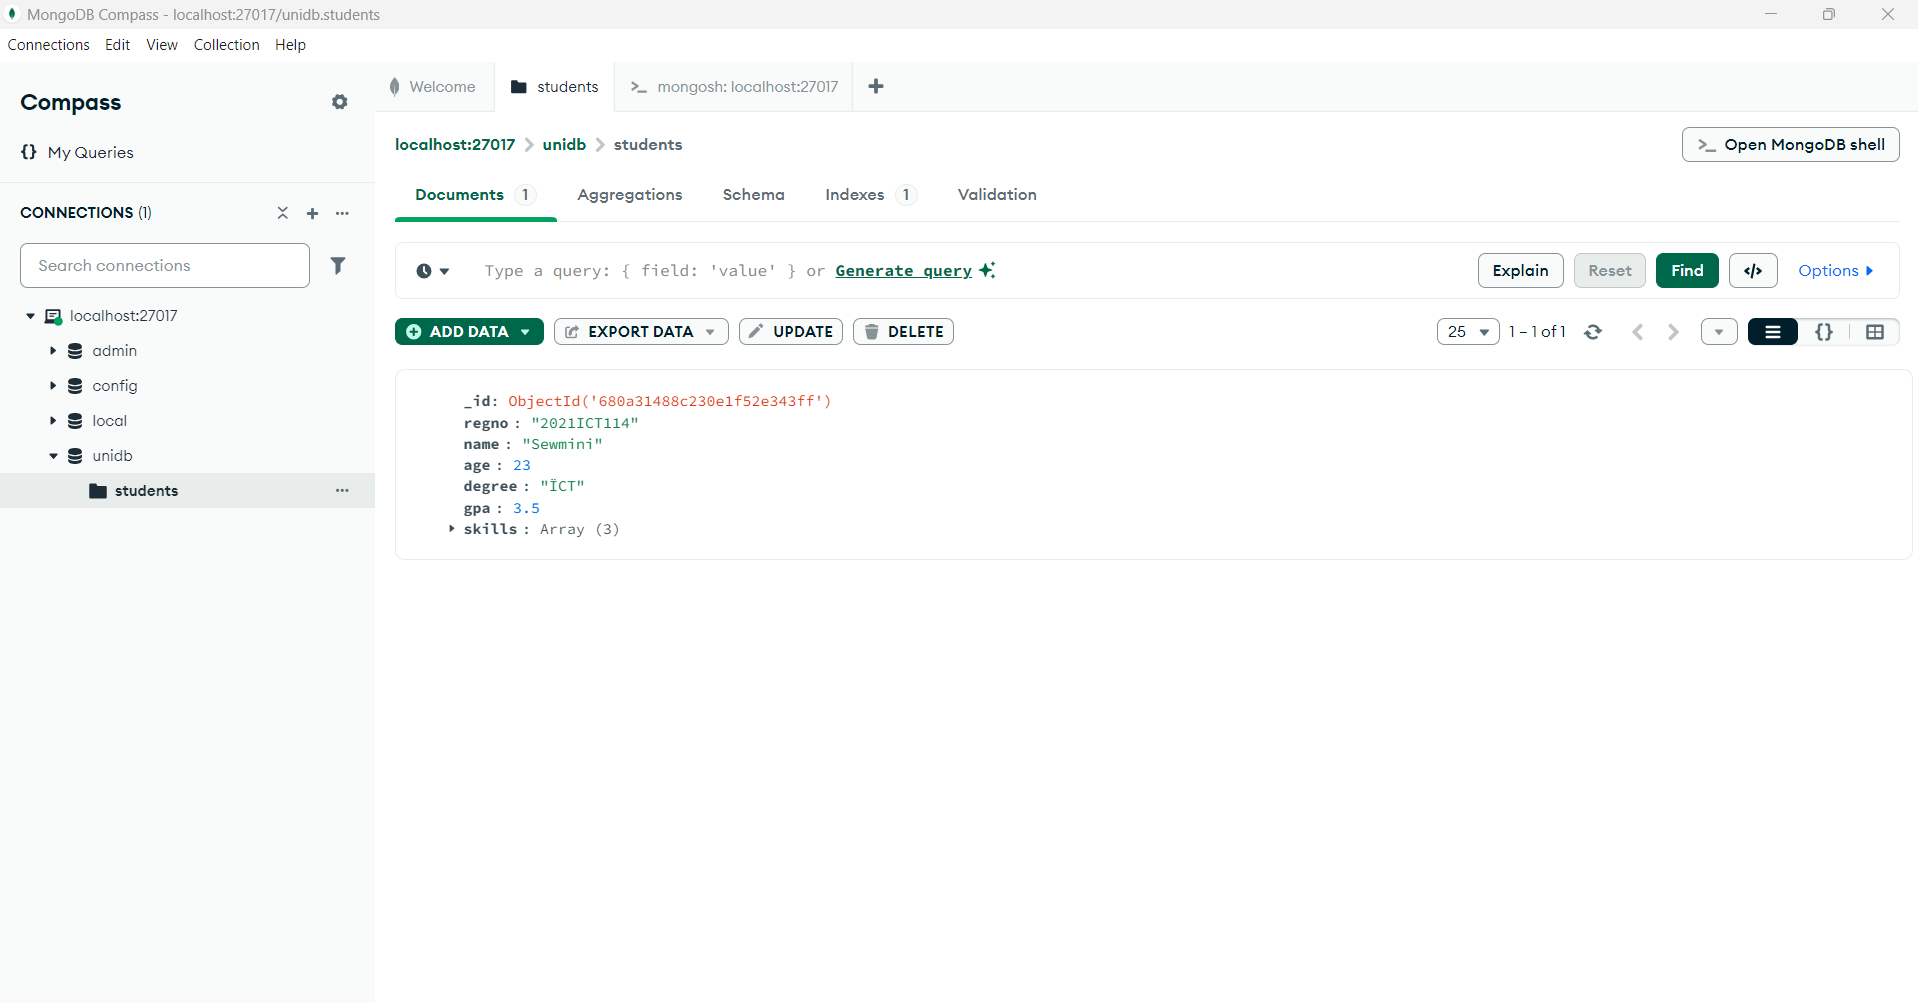 MongoDB Compass - localhost:27017/unidb.students
Connections Edit View Collection Help
Compass
{} My Queries
CONNECTIONS (1)
Search connections
localhost:27017
admin
config
local
unidb
students
Welcome
students
>_ mongosh: localhost:27017
localhost:27017 > unidb > students
>_ Open MongoDB shell
Documents 1 Aggregations Schema Indexes 1 Validation
Type a query: { field: 'value' } or Generate query
Explain Reset Find </> Options
ADD DATA EXPORT DATA UPDATE DELETE
25 1 – 1 of 1 {}
_id: ObjectId('680a31488c230e1f52e343ff')
regno : "2021ICT114"
name : "Sewmini"
age : 23
degree : "ÏCT"
gpa : 3.5
skills : Array (3)